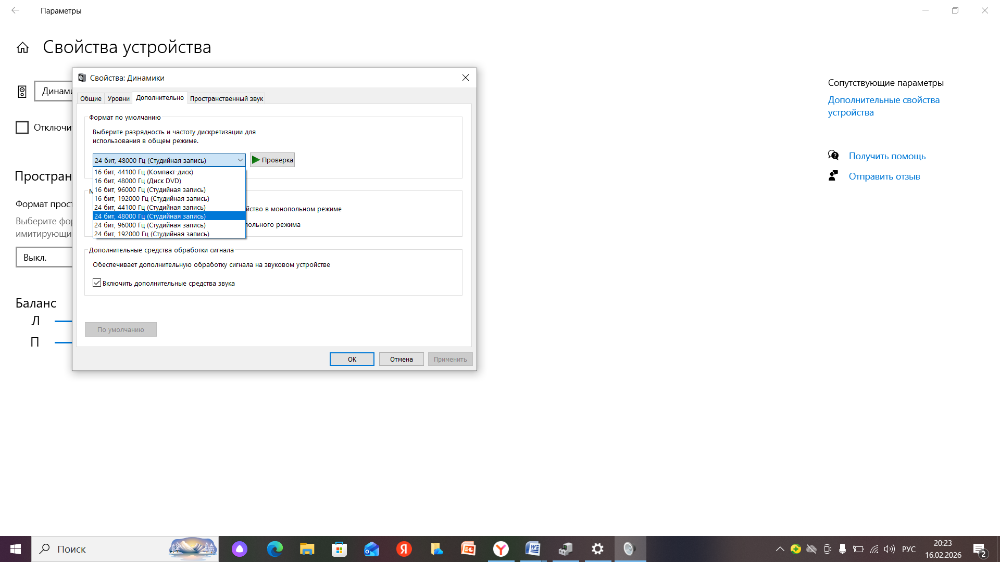 Параметры
Свойства устройства
Свойства: Динамики
Динами
Общие
Уровни
Дополнительно
Пространственный звук
Отключи
Формат по умолчанию
Выберите разрядность и частоту дискретизации для
использования в общем режиме.
24 бит, 48000 Гц (Студийная запись)
Проверка
16 бит, 44100 Гц (Компакт-диск)
16 бит, 48000 Гц (Диск DVD)
16 бит, 96000 Гц (Студийная запись)
16 бит, 192000 Гц (Студийная запись)
24 бит, 44100 Гц (Студийная запись)
24 бит, 48000 Гц (Студийная запись)
24 бит, 96000 Гц (Студийная запись)
24 бит, 192000 Гц (Студийная запись)
йство в монопольном режиме
польного режима
Дополнительные средства обработки сигнала
Обеспечивает дополнительную обработку сигнала на звуковом устройстве
Включить дополнительные средства звука
По умолчанию
ОК
Отмена
Применить
Простран
Формат прост
Выберите фор
имитирующи
Выкл.
Баланс
Л
П
Сопутствующие параметры
Дополнительные свойства
устройства
Получить помощь
Отправить отзыв
Поиск
РУС
20:23
16.02.2026
2